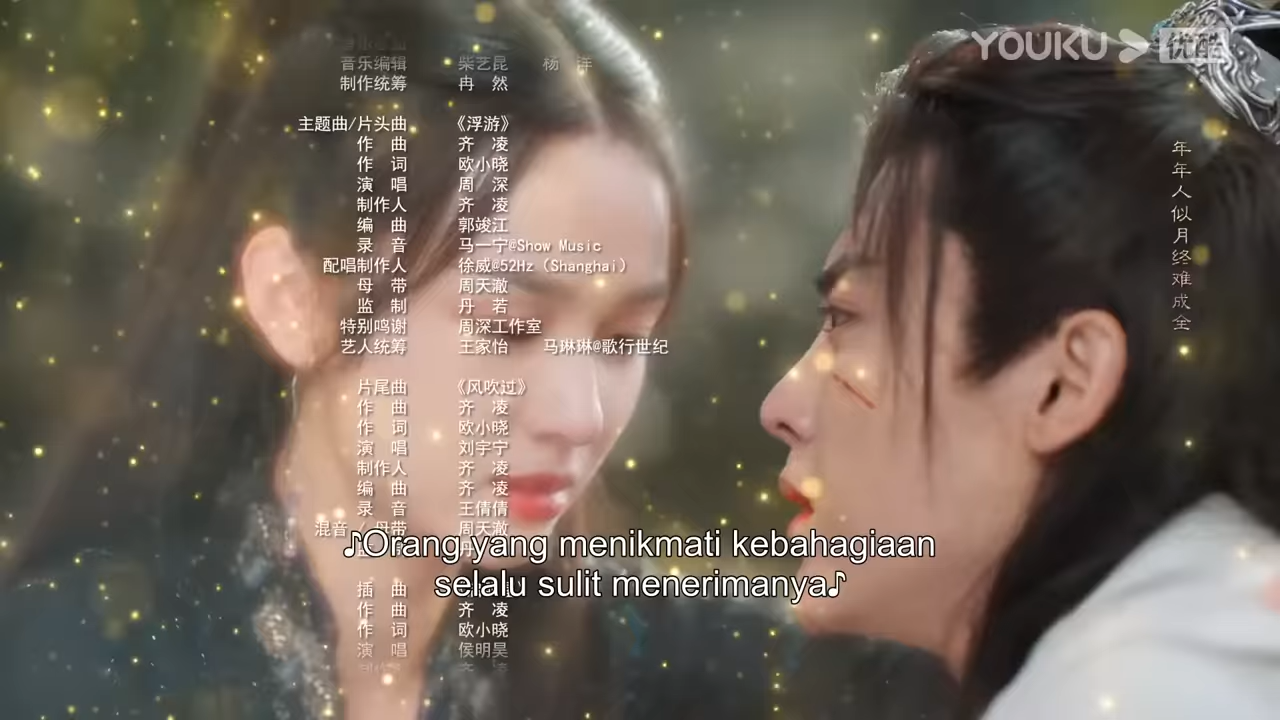 YOUKU 优酷
音乐编辑 柴艺昆 杨 洋
制作统筹 冉 然
主题曲/片头曲 《浮游》
作 曲 齐 凌
作 词 欧小晓
演 唱 周 深
制作人 齐 凌
编 曲 郭竣江
录 音 马一宁@Show Music
配唱制作人 徐威@52Hz(Shanghai)
母 带 周天澈
监 制 丹 若
特别鸣谢 周深工作室
艺人统筹 王家怡 马琳琳@歌行世纪
片尾曲 《风吹过》
作 曲 齐 凌
作 词 欧小晓
演 唱 刘宇宁
制作人 齐 凌
编 曲 齐 凌
录 音 王倩倩
混音 / 母带 周天澈
♪Orang yang menikmati kebahagiaan
selalu sulit menerimanya♪
插 曲
作 曲 齐 凌
作 词 欧小晓
演 唱 侯明昊
年年人似月终难成全